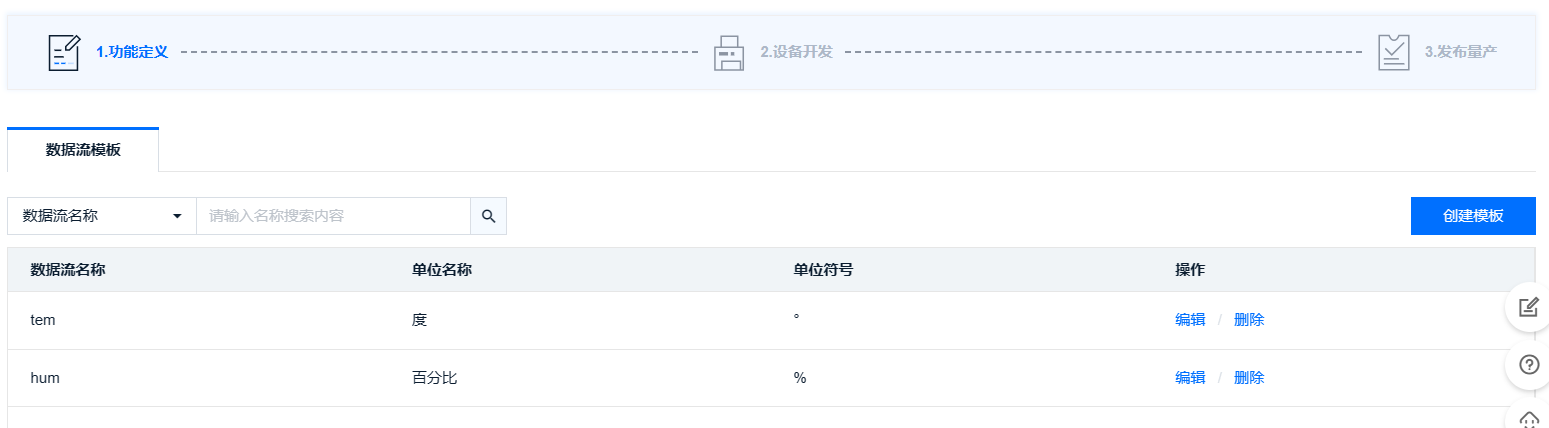 1.功能定义 2.设备开发 3.发布量产
数据流模板
数据流名称 请输入名称搜索内容 创建模板
数据流名称 单位名称 单位符号 操作
tem 度 ° 编辑 / 删除
hum 百分比 % 编辑 / 删除